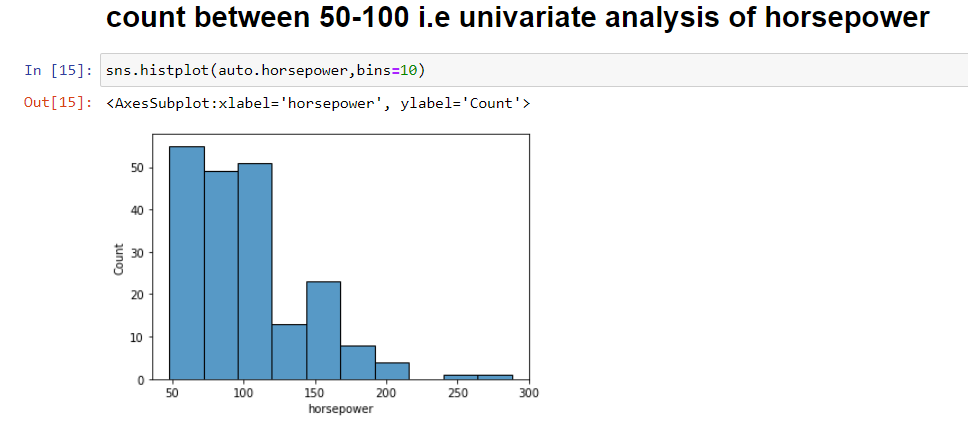 count between 50-100 i.e univariate analysis of horsepower
In [15]: sns.histplot(auto.horsepower,bins=10)
Out[15]: <AxesSubplot:xlabel='horsepower', ylabel='Count'>
50
40
30
20
10
0
Count
50 100 150 200 250 300
horsepower